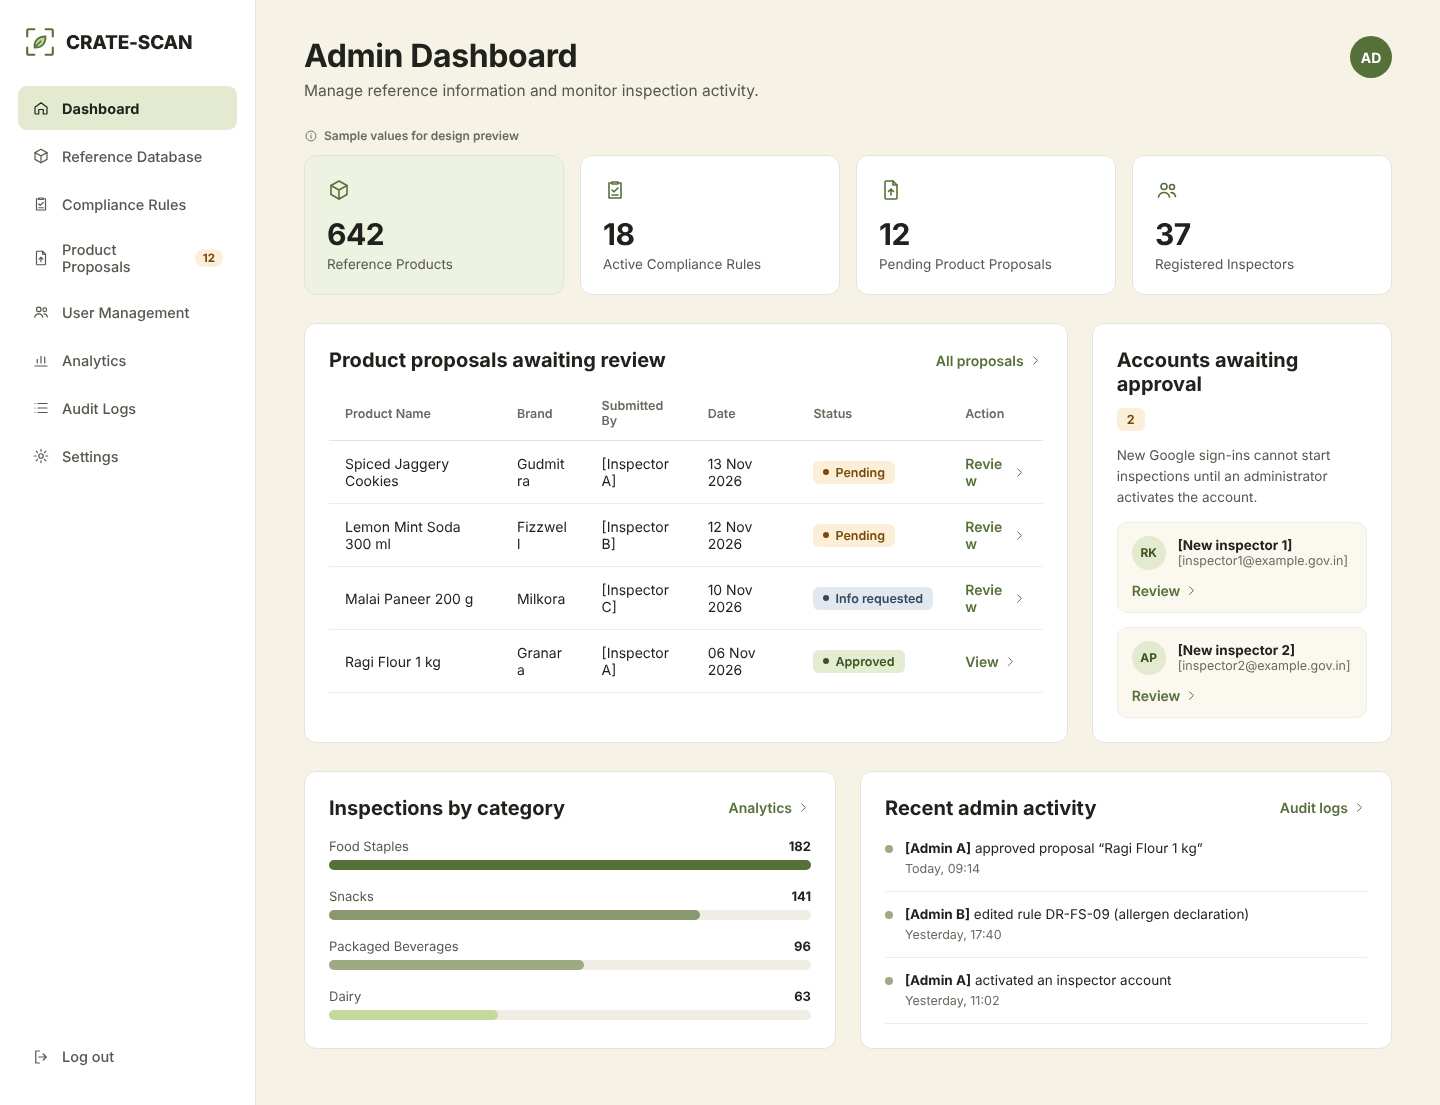 CRATE-SCAN
Dashboard
Reference Database
Compliance Rules
Product
Proposals
12
User Management
Analytics
Audit Logs
Settings
Log out
Admin Dashboard
AD
Manage reference information and monitor inspection activity.
Sample values for design preview
642
Reference Products
18
Active Compliance Rules
12
Pending Product Proposals
37
Registered Inspectors
Product proposals awaiting review
All proposals
Product Name Brand Submitted By Date Status Action
Spiced Jaggery
Cookies
Gudmit
ra
[Inspector
A]
13 Nov
2026
Pending
Revie
w
Lemon Mint Soda
300 ml
Fizzwel
l
[Inspector
B]
12 Nov
2026
Pending
Revie
w
Malai Paneer 200 g
Milkora
[Inspector
C]
10 Nov
2026
Info requested
Revie
w
Ragi Flour 1 kg
Granar
a
[Inspector
A]
06 Nov
2026
Approved
View
Accounts awaiting
approval
2
New Google sign-ins cannot start
inspections until an administrator
activates the account.
RK
[New inspector 1]
[inspector1@example.gov.in]
Review
AP
[New inspector 2]
[inspector2@example.gov.in]
Review
Inspections by category
Analytics
Food Staples 182
Snacks 141
Packaged Beverages 96
Dairy 63
Recent admin activity
Audit logs
[Admin A] approved proposal “Ragi Flour 1 kg”
Today, 09:14
[Admin B] edited rule DR-FS-09 (allergen declaration)
Yesterday, 17:40
[Admin A] activated an inspector account
Yesterday, 11:02